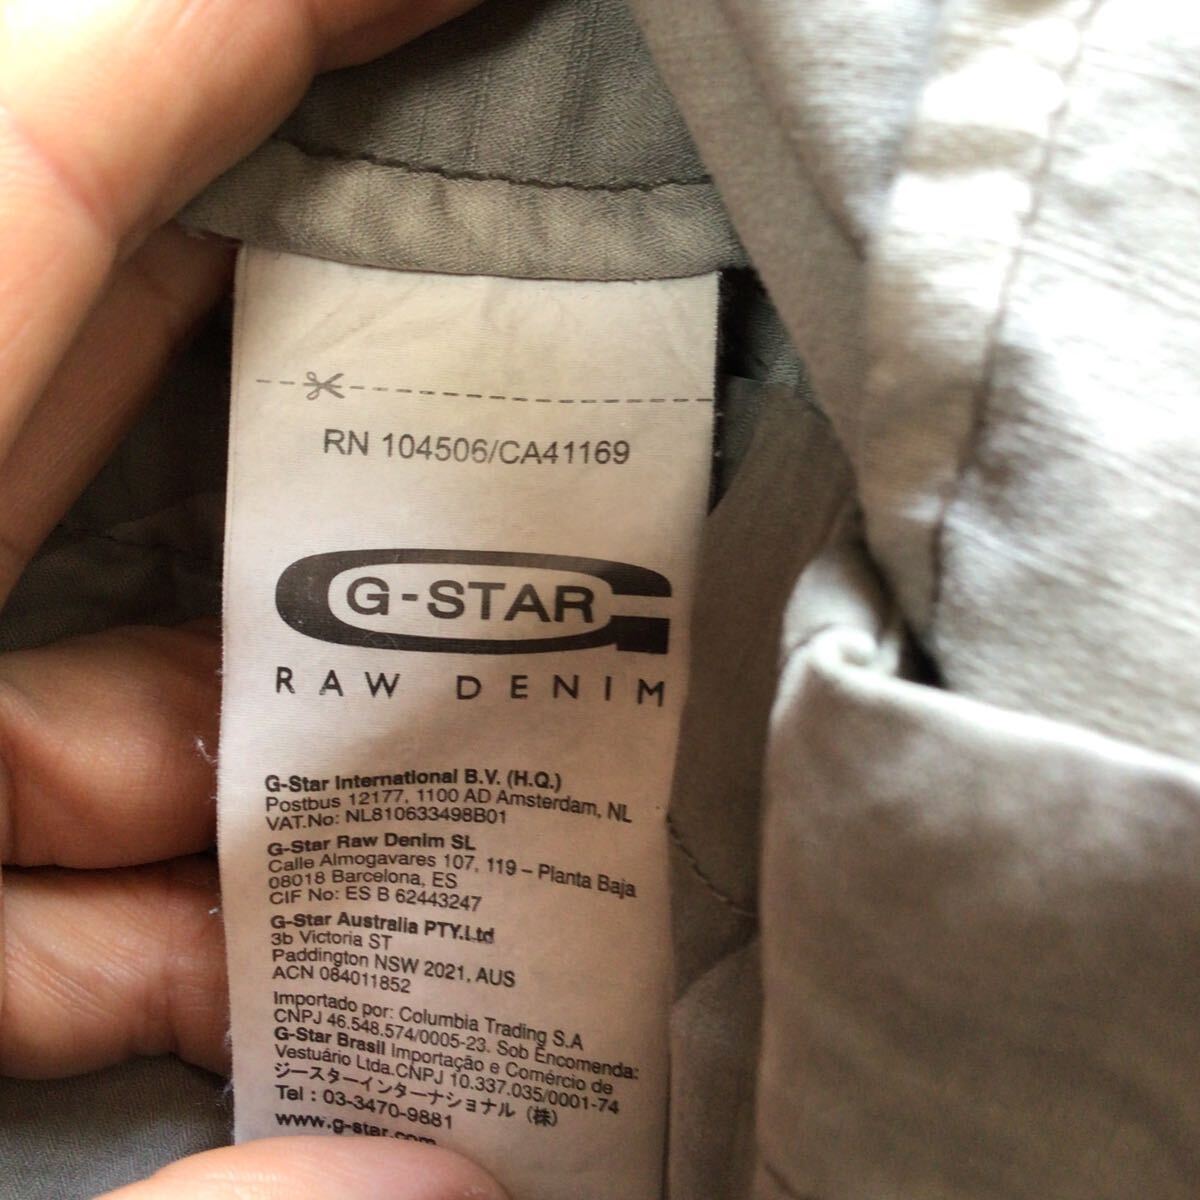 RN 104506/CA41169
G-STAR
RAW DENIM
G-Star International B.V. (H.Q.)
Postbus 12177, 1100 AD Amsterdam, NL
VAT.No: NL810633498B01
G-Star Raw Denim SL
Calle Almogavares 107, 119 – Planta Baja
08018 Barcelona, ES
CIF No: ES B 62443247
G-Star Australia PTY.Ltd
3b Victoria ST
Paddington NSW 2021, AUS
ACN 084011852
Importado por: Columbia Trading S.A
CNPJ 46.548.574/0005-23. Sob Encomenda:
G-Star Brasil Importação e Comércio de
Vestuário Ltda.CNPJ 10.337.035/0001-74
ジースターインターナショナル（株）
Tel : 03-3470-9881
www.g-star.com